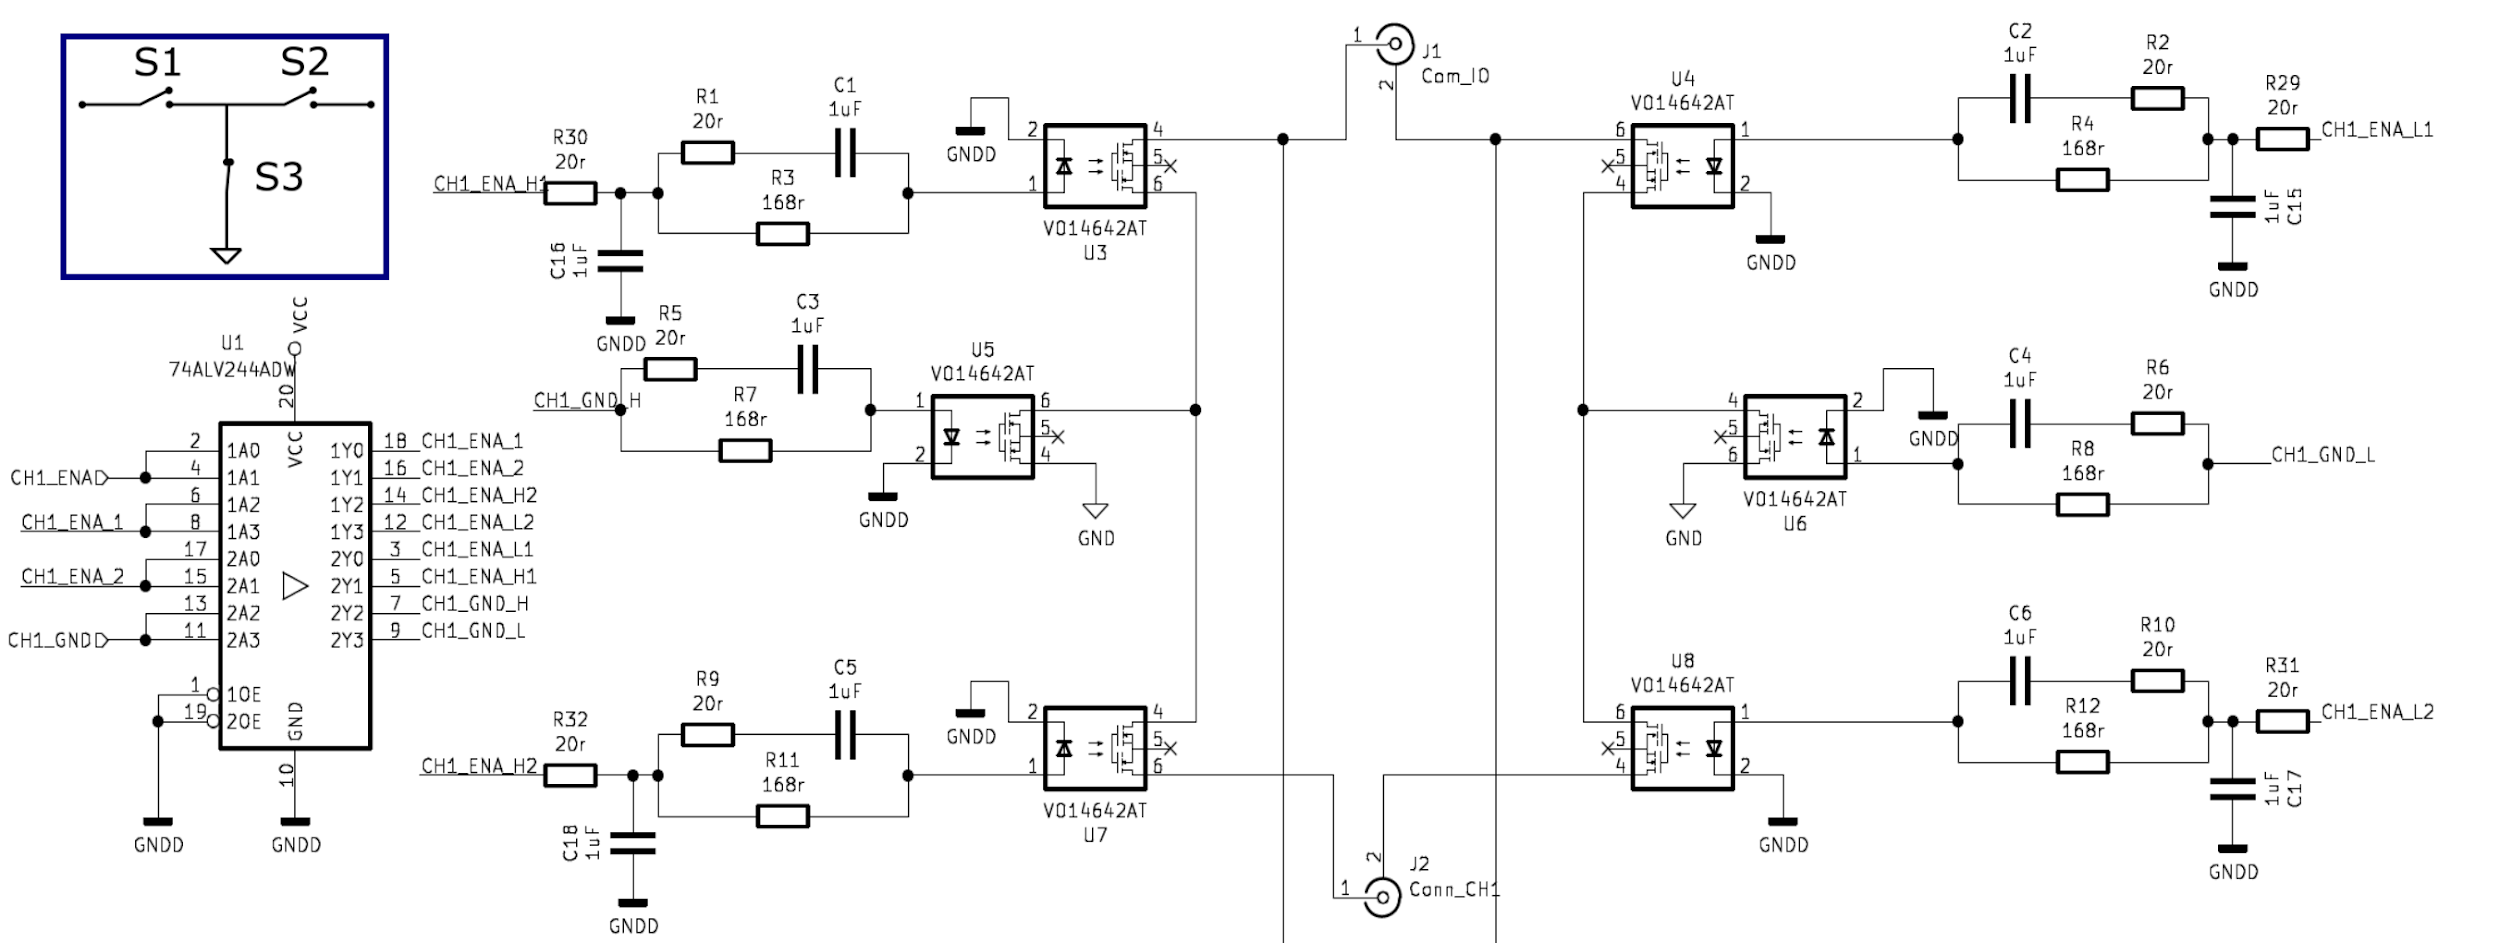 S1
S2
S3
VCC
U1
74ALV244ADW
20
VCC
2
1A0
1Y0
18
CH1_ENA_1
CH1_ENA
4
1A1
1Y1
16
CH1_ENA_2
6
1A2
1Y2
14
CH1_ENA_H2
CH1_ENA_1
8
1A3
1Y3
12
CH1_ENA_L2
17
2A0
2Y0
3
CH1_ENA_L1
CH1_ENA_2
15
2A1
2Y1
5
CH1_ENA_H1
13
2A2
2Y2
7
CH1_GND_H
CH1_GND
11
2A3
2Y3
9
CH1_GND_L
1
1OE
19
2OE
GND
10
GNDD
GNDD
CH1_ENA_H1
R30
20r
C16
1uF
GNDD
R1
20r
C1
1uF
R3
168r
GNDD
2
1
4
5
6
VO14642AT
U3
CH1_GND_H
R5
20r
C3
1uF
R7
168r
U5
VO14642AT
1
2
6
5
4
GNDD
GND
CH1_ENA_H2
R32
20r
C18
1uF
GNDD
R9
20r
C5
1uF
R11
168r
GNDD
2
1
4
5
6
VO14642AT
U7
1
J1
Com_IO
2
2
J2
Conn_CH1
1
U4
VO14642AT
6
5
4
1
2
GNDD
C2
1uF
R2
20r
R4
168r
R29
20r
CH1_ENA_L1
1uF
C15
GNDD
4
5
6
2
1
VO14642AT
U6
GND
GNDD
C4
1uF
R6
20r
R8
168r
CH1_GND_L
U8
VO14642AT
6
5
4
1
2
GNDD
C6
1uF
R10
20r
R12
168r
R31
20r
CH1_ENA_L2
1uF
C17
GNDD